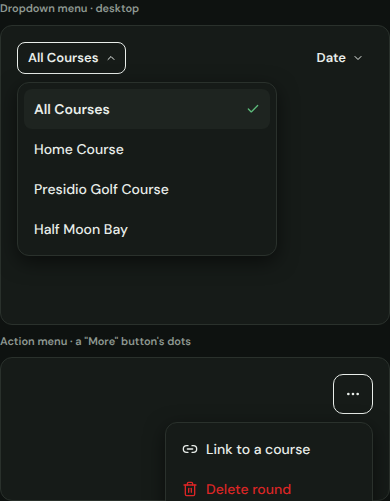 Dropdown menu · desktop
All Courses
Date
All Courses
Home Course
Presidio Golf Course
Half Moon Bay
Action menu · a "More" button's dots
Link to a course
Delete round